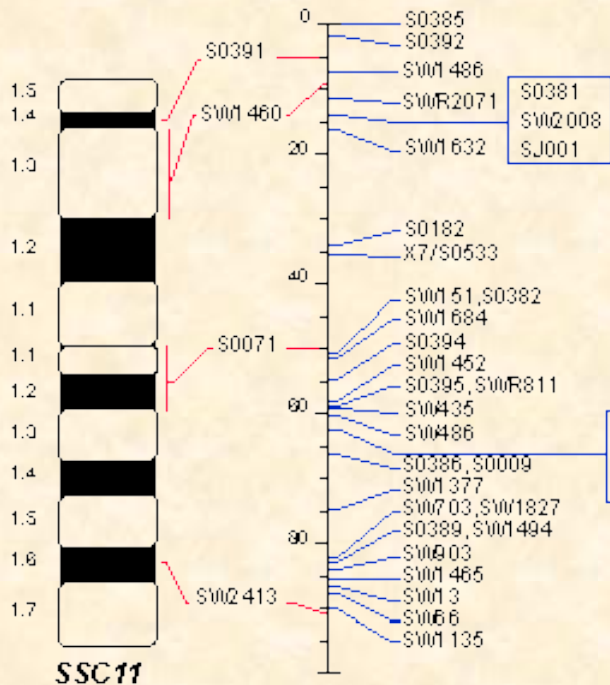 0
S0385
S0392
S0391
SW1486
1.5
SWR2071
S0381
1.4
SW1460
SW2008
SJ001
1.3
20
SW1632
S0182
1.2
X7/S0533
40
1.1
SW151,S0382
SW1684
1.1
S0071
S0394
SW1452
1.2
S0395,SWR811
60
SW435
1.3
SW486
S0386,S0009
1.4
SW1377
SW703,SW1827
1.5
S0389,SW1494
80
1.6
SW903
SW1465
SW2413
SW13
1.7
SW66
SW1135
SSC11